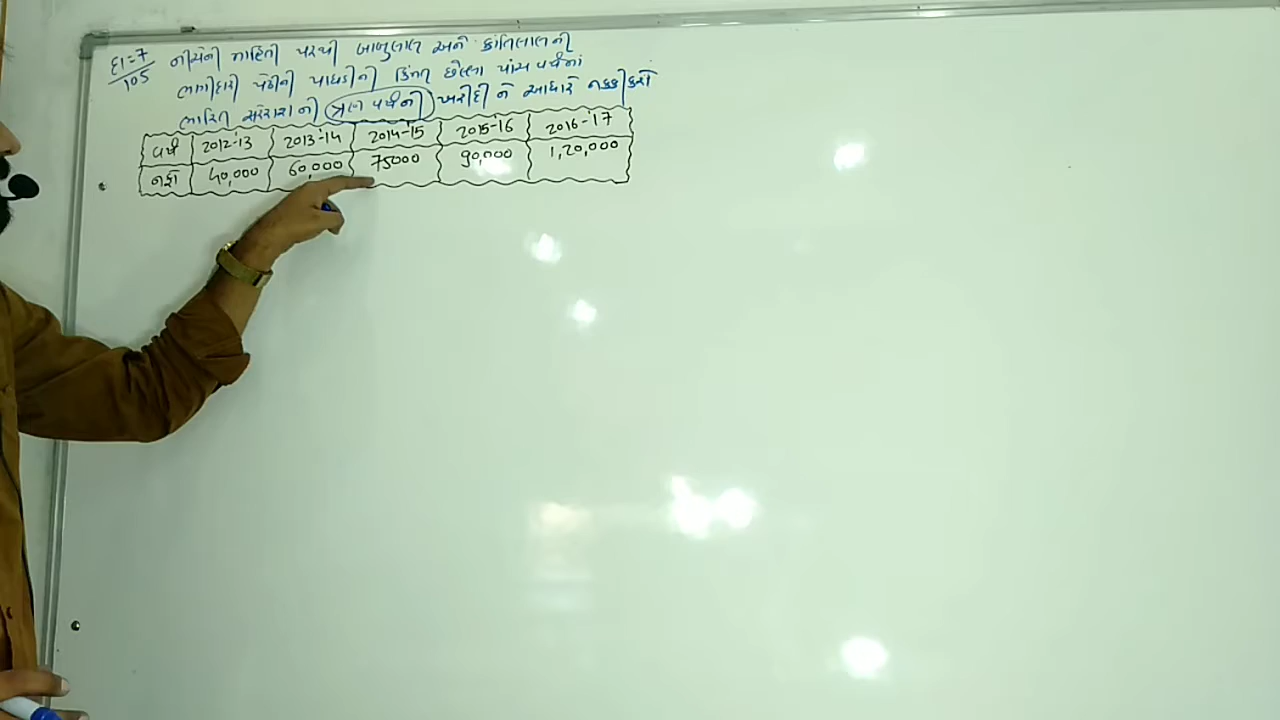 દા=7 નીચેની માહિતી પરથી બાબુલાલ અને કાંતિલાલની
105 ભાગીદારી પેઢીની પાઘડીની કિંમત છેલ્લા પાંચ વર્ષનાં
ભારિત સરેરાશની ત્રણ વર્ષની ખરીદી ને આધારે નક્કી કરો
વર્ષ 2012-'13 2013-'14 2014-'15 2015-'16 2016-'17
નફો 50,000 60,000 75000 90,000 1,20,000